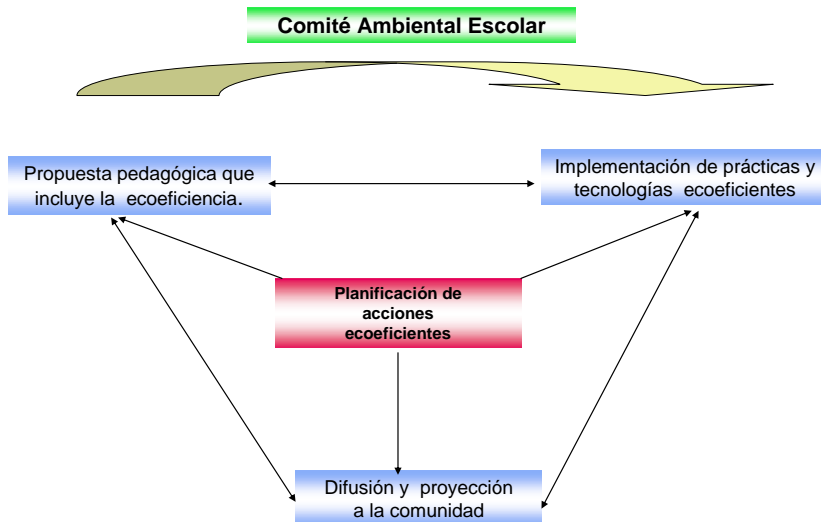 Comité Ambiental Escolar
Propuesta pedagógica que
incluye la ecoeficiencia.
Implementación de prácticas y
tecnologías ecoeficientes
Planificación de
acciones
ecoeficientes
Difusión y proyección
a la comunidad